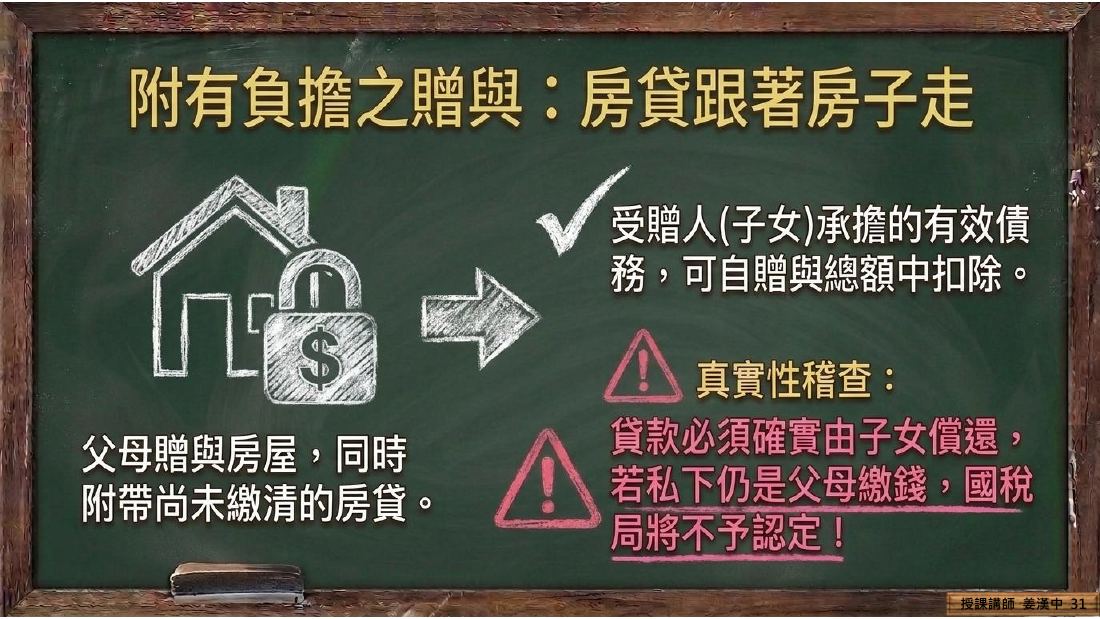 附有負擔之贈與：房貸跟著房子走
$
父母贈與房屋，同時
附帶尚未繳清的房貸。
受贈人(子女)承擔的有效債
務，可自贈與總額中扣除。
真實性稽查：
貸款必須確實由子女償還，
若私下仍是父母繳錢，國稅
局將不予認定！
授課講師 姜漢中 31